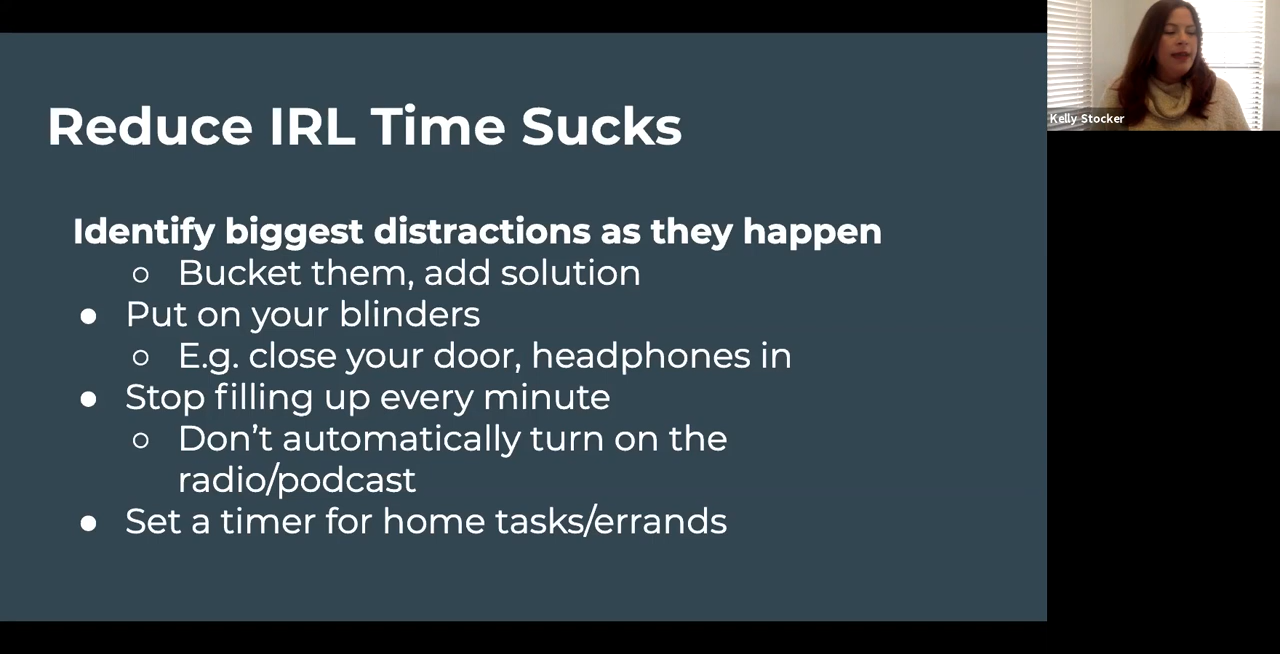 Reduce IRL Time Sucks
Identify biggest distractions as they happen
○ Bucket them, add solution
● Put on your blinders
○ E.g. close your door, headphones in
● Stop filling up every minute
○ Don’t automatically turn on the
radio/podcast
● Set a timer for home tasks/errands
Kelly Stocker